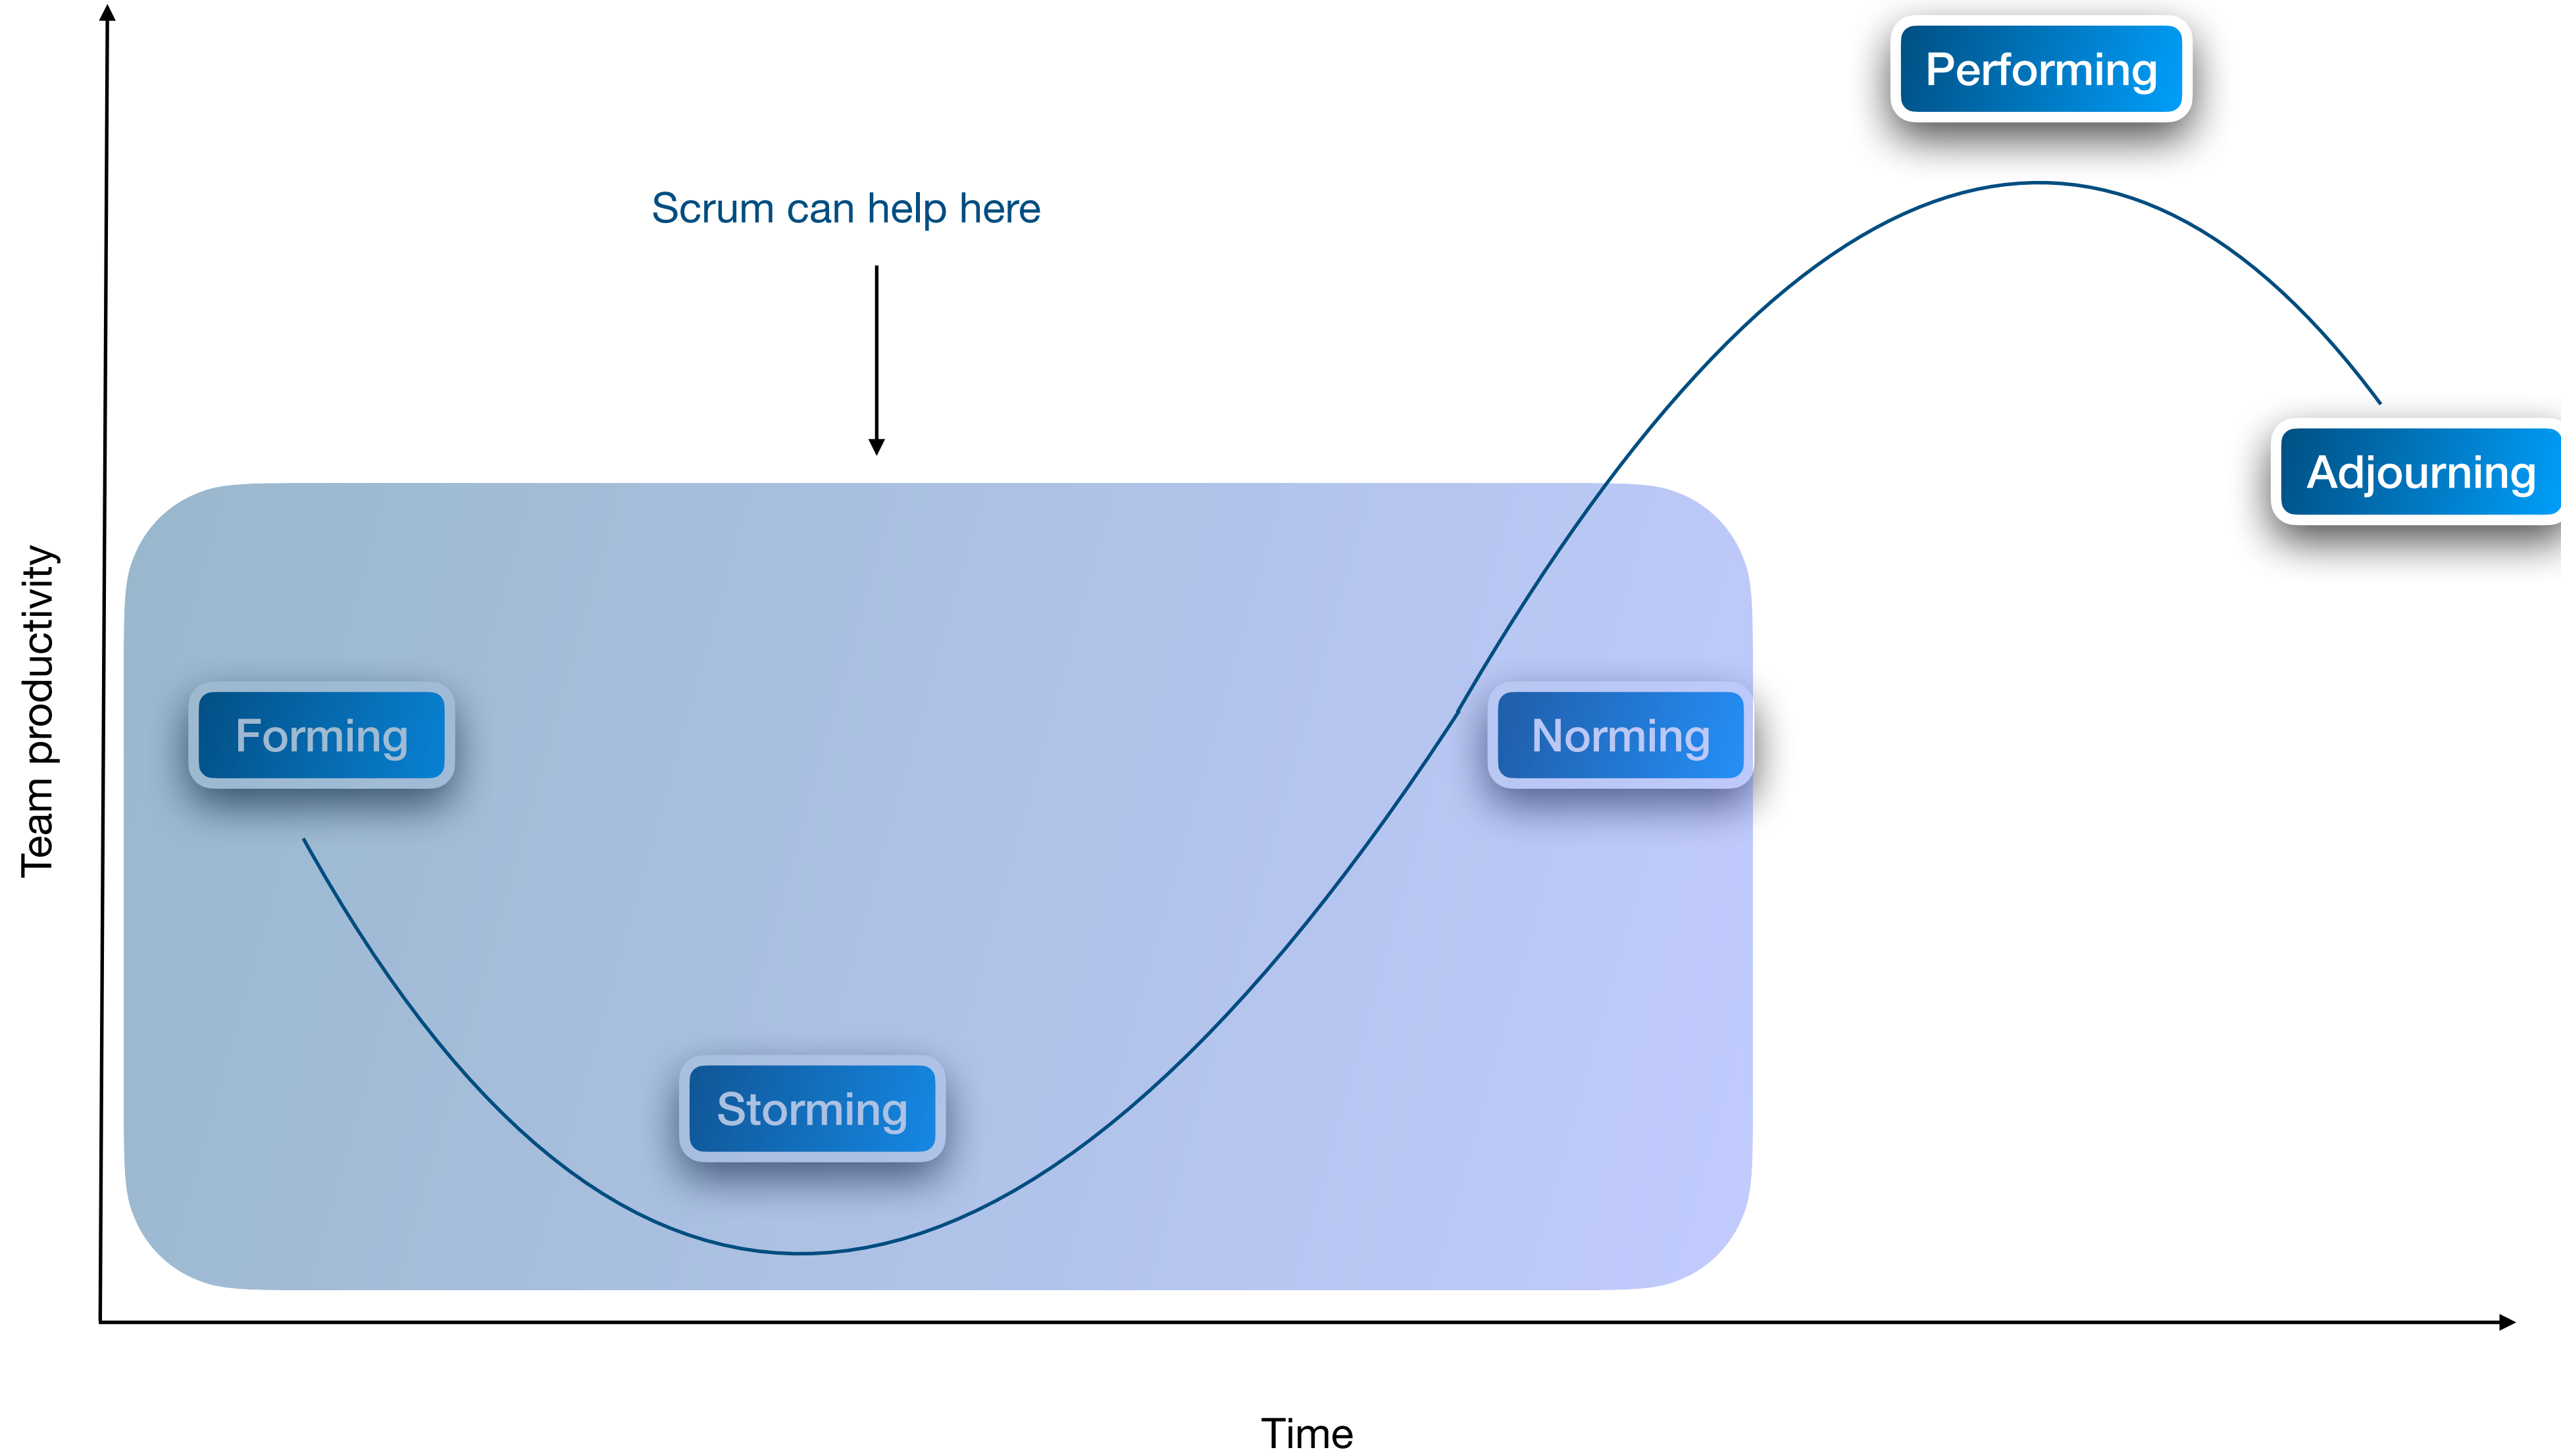 Performing
Scrum can help here
Adjourning
Team productivity
Forming
Norming
Storming
Time